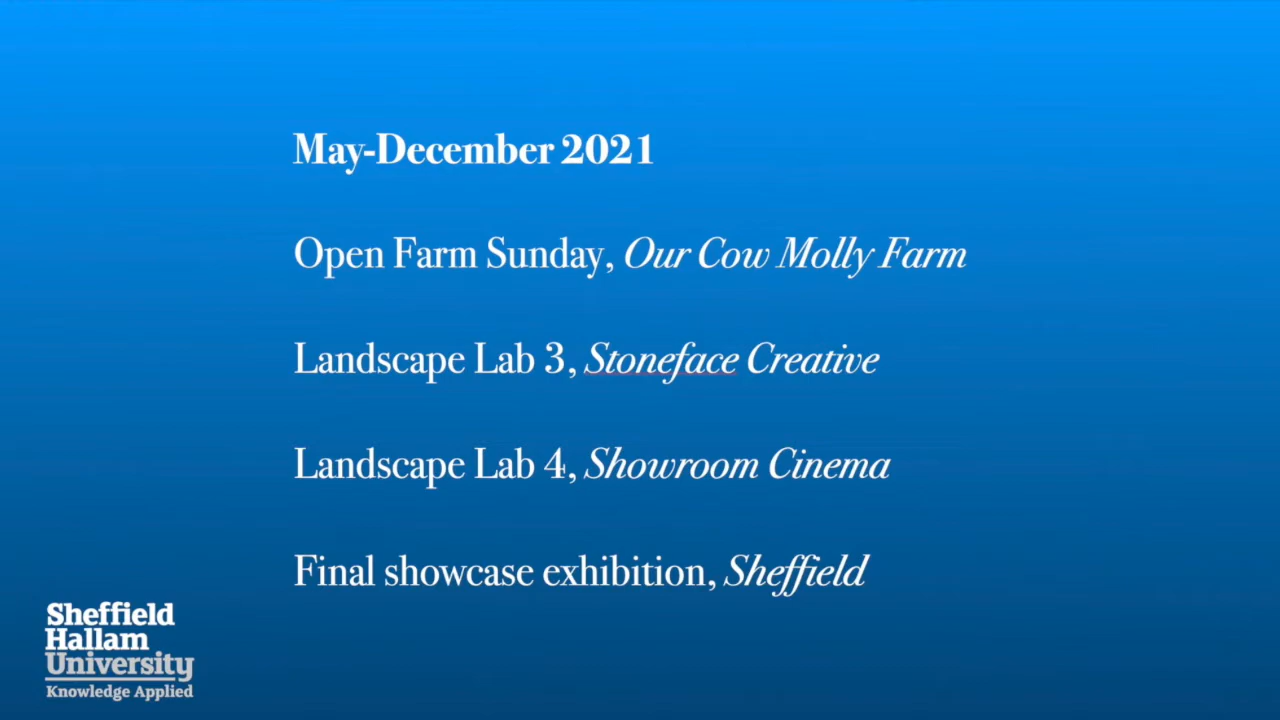 May-December 2021
Open Farm Sunday, Our Cow Molly Farm
Landscape Lab 3, Stoneface Creative
Landscape Lab 4, Showroom Cinema
Final showcase exhibition, Sheffield
Sheffield
Hallam
University
Knowledge Applied